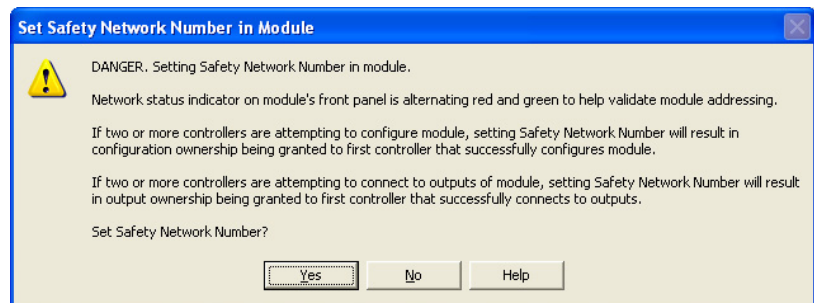 Set Safety Network Number in Module
DANGER. Setting Safety Network Number in module.
Network status indicator on module's front panel is alternating red and green to help validate module addressing.
If two or more controllers are attempting to configure module, setting Safety Network Number will result in
configuration ownership being granted to first controller that successfully configures module.
If two or more controllers are attempting to connect to outputs of module, setting Safety Network Number will result
in output ownership being granted to first controller that successfully connects to outputs.
Set Safety Network Number?
Yes No Help